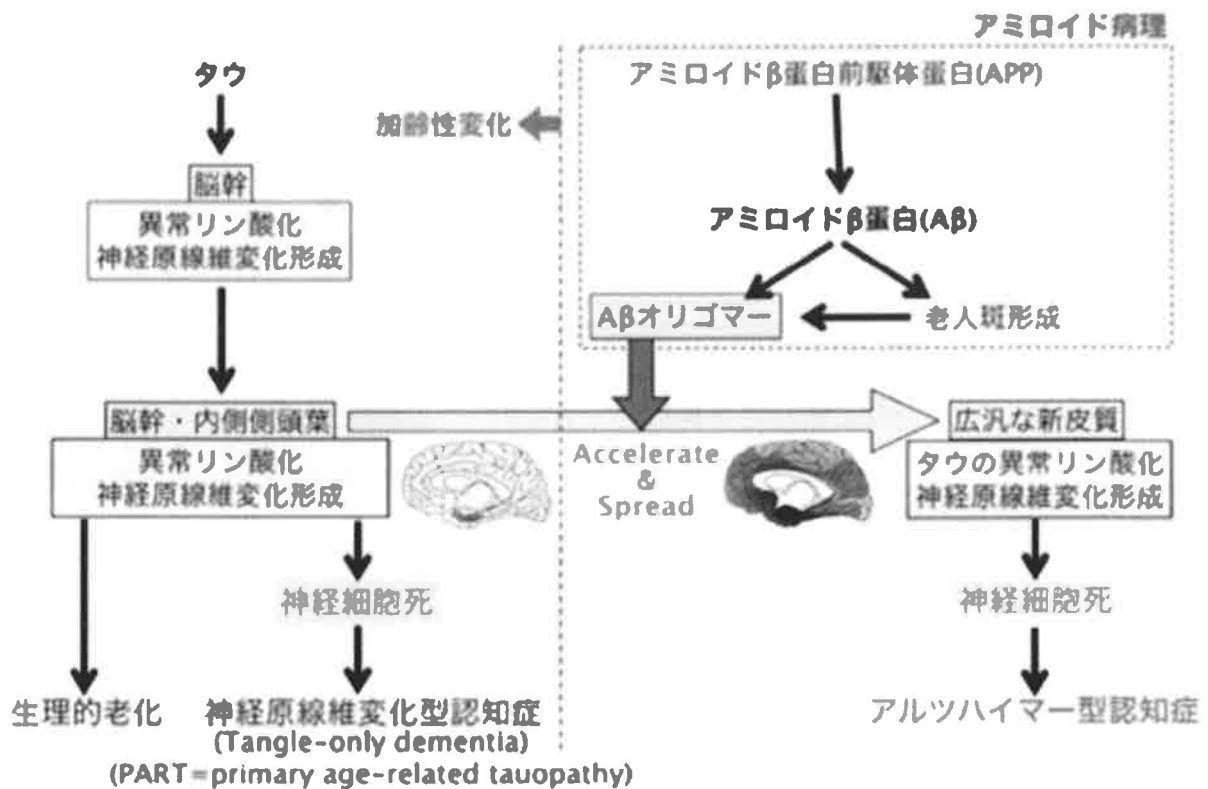 アミロイド病理
タウ
アミロイドβ蛋白前駆体蛋白(APP)
加齢性変化
脳幹
異常リン酸化
神経原線維変化形成
アミロイドβ蛋白(Aβ)
Aβオリゴマー
老人斑形成
脳幹・内側側頭葉
異常リン酸化
神経原線維変化形成
Accelerate
&
Spread
広汎な新皮質
タウの異常リン酸化
神経原線維変化形成
神経細胞死
神経細胞死
生理的老化
神経原線維変化型認知症
(Tangle-only dementia)
(PART=primary age-related tauopathy)
アルツハイマー型認知症